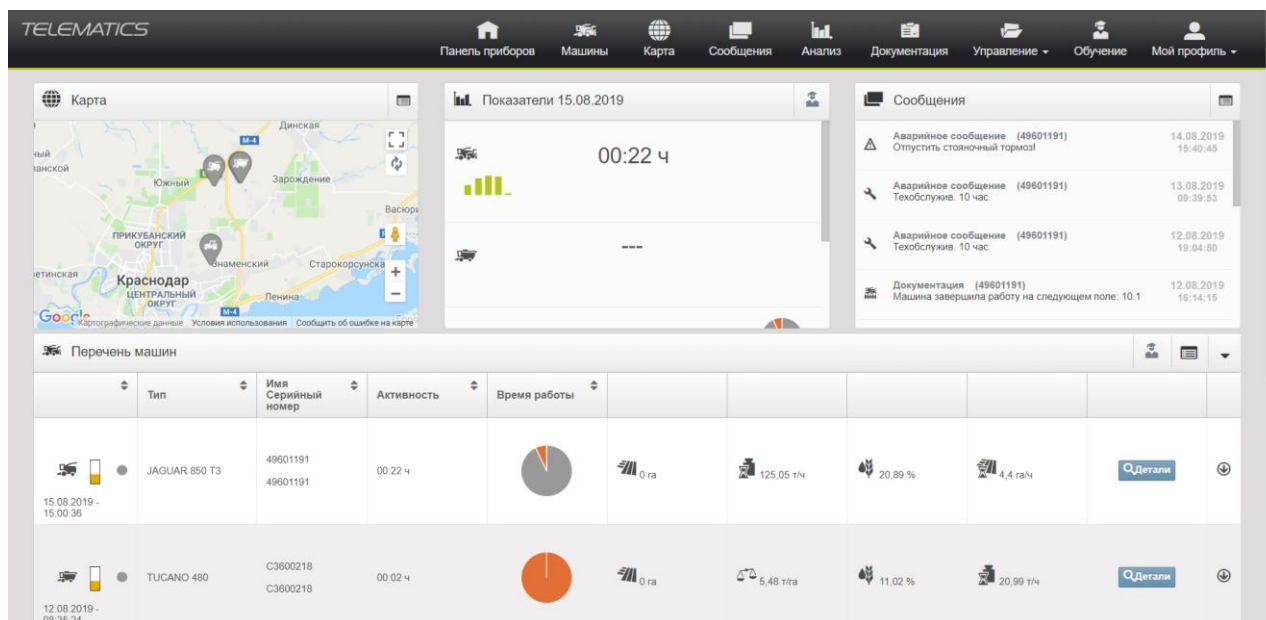 TELEMATICS
Панель приборов
Машины
Карта
Сообщения
Анализ
Документация
Управление
Обучение
Мой профиль
Карта
Динская
M-4
ный
Южный
Зарождение
Васюри
ПРИКУБАНСКИЙ
ОКРУГ
Знаменский
Старокорсунска
Краснодар
ЦЕНТРАЛЬНЫЙ
ОКРУГ
Ленина
M-4
Google
Картографические данные
Условия использования
Сообщить об ошибке на карте
Показатели 15.08.2019
00:22 ч
---
Сообщения
Аварийное сообщение (49601191)
Отпустить стояночный тормоз!
14.08.2019
15:40:45
Аварийное сообщение (49601191)
Техобслужив. 10 час.
13.08.2019
09:39:53
Аварийное сообщение (49601191)
Техобслужив. 10 час.
12.08.2019
19:04:50
Документация (49601191)
Машина завершила работу на следующем поле: 10.1
12.08.2019
16:14:15
Перечень машин
Тип
Имя
Серийный
номер
Активность
Время работы
15.08.2019 -
15:00:36
JAGUAR 850 T3
49601191
49601191
00:22 ч
0 га
125,05 т/ч
20,89 %
4,4 га/ч
Детали
12.08.2019 -
TUCANO 480
C3600218
C3600218
00:02 ч
0 га
5,48 т/га
11,02 %
20,99 т/ч
Детали